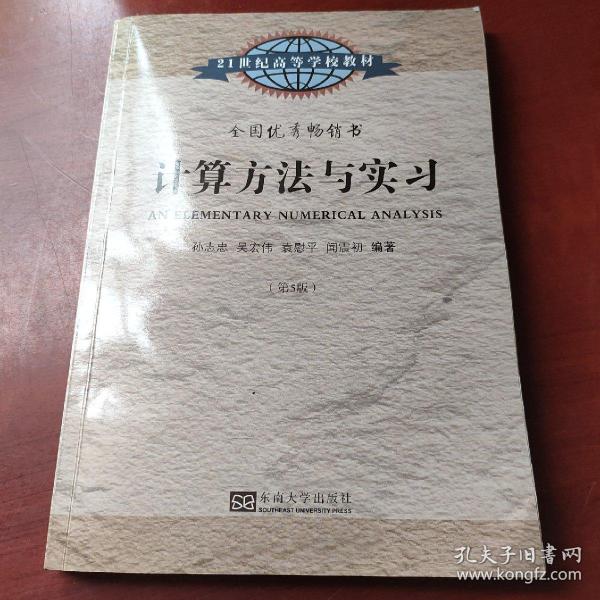 21世纪高等学校教材
全国优秀畅销书
计算方法与实习
AN ELEMENTARY NUMERICAL ANALYSIS
孙志忠 吴宏伟 袁慰平 闻震初 编著
（第5版）
东南大学出版社
SOUTHEAST UNIVERSITY PRESS
孔夫子旧书网
www.kongfz.com